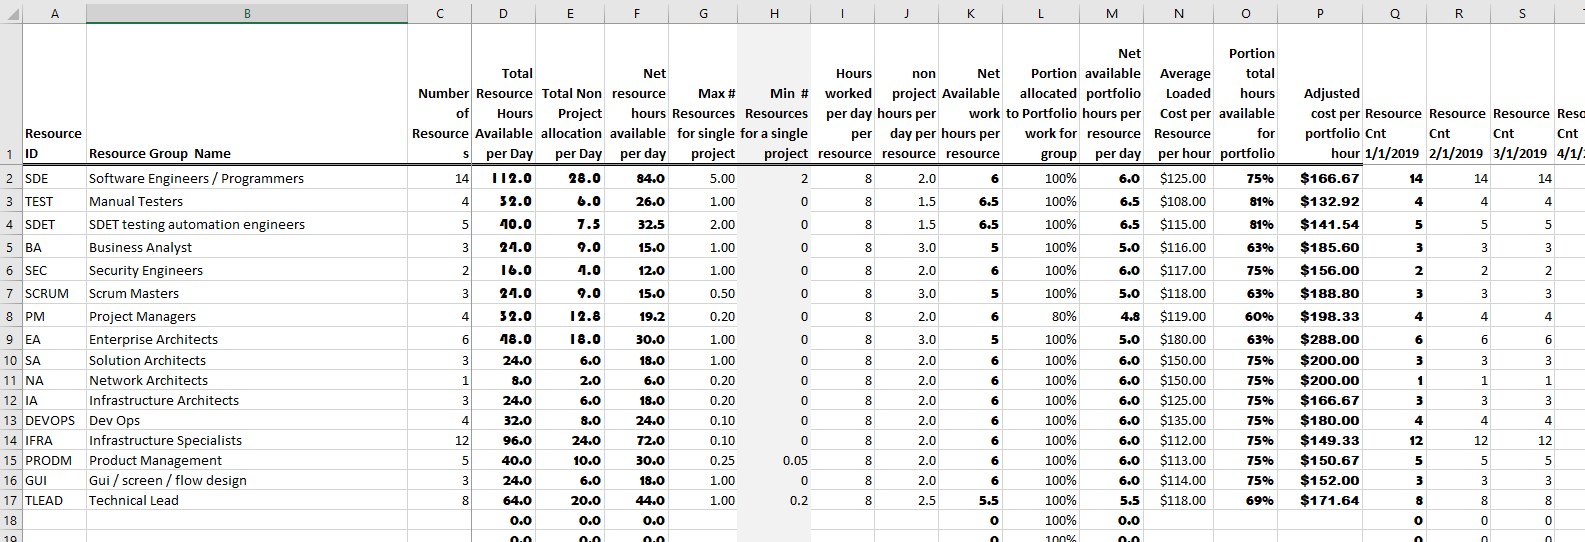 A B C D E F G H I J K L M N O P Q R S
1 Resource ID Resource Group Name Number of Resources Total Resource Hours Available per Day Total Non Project allocation per Day Net resource hours available per day Max # Resources for single project Min # Resources for a single project Hours worked per day per resource non project hours per day per resource Net Available work hours per resource Portion allocated to Portfolio work for group Net available portfolio hours per resource per day Average Loaded Cost per Resource per hour Portion total hours available for portfolio Adjusted cost per portfolio hour Resource Cnt 1/1/2019 Resource Cnt 2/1/2019 Resource Cnt 3/1/2019 Reso Cnt 4/1/
2 SDE Software Engineers / Programmers 14 112.0 28.0 84.0 5.00 2 8 2.0 6 100% 6.0 $125.00 75% $166.67 14 14 14
3 TEST Manual Testers 4 32.0 6.0 26.0 1.00 0 8 1.5 6.5 100% 6.5 $108.00 81% $132.92 4 4 4
4 SDET SDET testing automation engineers 5 40.0 7.5 32.5 2.00 0 8 1.5 6.5 100% 6.5 $115.00 81% $141.54 5 5 5
5 BA Business Analyst 3 24.0 9.0 15.0 1.00 0 8 3.0 5 100% 5.0 $116.00 63% $185.60 3 3 3
6 SEC Security Engineers 2 16.0 4.0 12.0 1.00 0 8 2.0 6 100% 6.0 $117.00 75% $156.00 2 2 2
7 SCRUM Scrum Masters 3 24.0 9.0 15.0 0.50 0 8 3.0 5 100% 5.0 $118.00 63% $188.80 3 3 3
8 PM Project Managers 4 32.0 12.8 19.2 0.20 0 8 2.0 6 80% 4.8 $119.00 60% $198.33 4 4 4
9 EA Enterprise Architects 6 48.0 18.0 30.0 1.00 0 8 3.0 5 100% 5.0 $180.00 63% $288.00 6 6 6
10 SA Solution Architects 3 24.0 6.0 18.0 1.00 0 8 2.0 6 100% 6.0 $150.00 75% $200.00 3 3 3
11 NA Network Architects 1 8.0 2.0 6.0 0.20 0 8 2.0 6 100% 6.0 $150.00 75% $200.00 1 1 1
12 IA Infrastructure Architects 3 24.0 6.0 18.0 0.20 0 8 2.0 6 100% 6.0 $125.00 75% $166.67 3 3 3
13 DEVOPS Dev Ops 4 32.0 8.0 24.0 0.10 0 8 2.0 6 100% 6.0 $135.00 75% $180.00 4 4 4
14 IFRA Infrastructure Specialists 12 96.0 24.0 72.0 0.10 0 8 2.0 6 100% 6.0 $112.00 75% $149.33 12 12 12
15 PRODM Product Management 5 40.0 10.0 30.0 0.25 0.05 8 2.0 6 100% 6.0 $113.00 75% $150.67 5 5 5
16 GUI Gui / screen / flow design 3 24.0 6.0 18.0 1.00 0 8 2.0 6 100% 6.0 $114.00 75% $152.00 3 3 3
17 TLEAD Technical Lead 8 64.0 20.0 44.0 1.00 0.2 8 2.5 5.5 100% 5.5 $118.00 69% $171.64 8 8 8
18 0.0 0.0 0.0 0 100% 0.0 0 0 0
19 0.0 0.0 0.0 0 100% 0.0 0 0 0